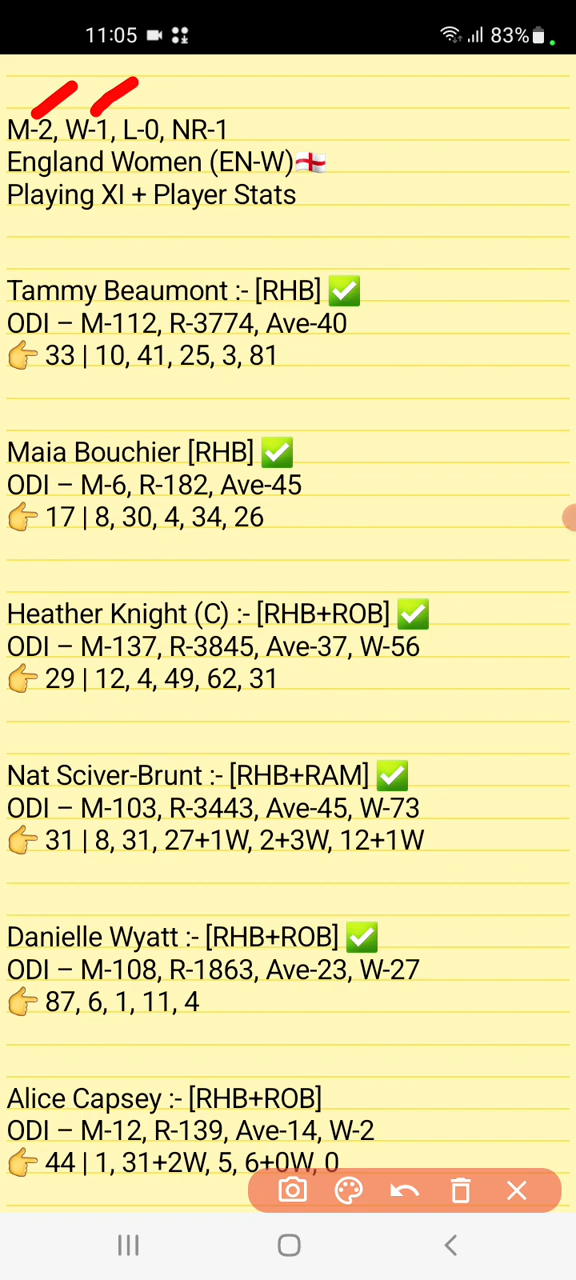 11:05
83%
M-2, W-1, L-0, NR-1
England Women (EN-W)🏴󠁧󠁢󠁥󠁮󠁧󠁿
Playing XI + Player Stats
Tammy Beaumont :- [RHB] ✅
ODI – M-112, R-3774, Ave-40
👉 33 | 10, 41, 25, 3, 81
Maia Bouchier [RHB] ✅
ODI – M-6, R-182, Ave-45
👉 17 | 8, 30, 4, 34, 26
Heather Knight (C) :- [RHB+ROB] ✅
ODI – M-137, R-3845, Ave-37, W-56
👉 29 | 12, 4, 49, 62, 31
Nat Sciver-Brunt :- [RHB+RAM] ✅
ODI – M-103, R-3443, Ave-45, W-73
👉 31 | 8, 31, 27+1W, 2+3W, 12+1W
Danielle Wyatt :- [RHB+ROB] ✅
ODI – M-108, R-1863, Ave-23, W-27
👉 87, 6, 1, 11, 4
Alice Capsey :- [RHB+ROB]
ODI – M-12, R-139, Ave-14, W-2
👉 44 | 1, 31+2W, 5, 6+0W, 0